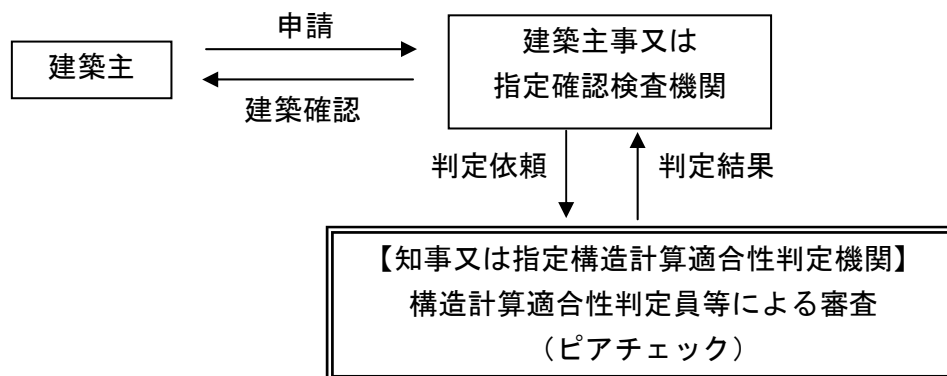 申請
建築主
建築主事又は
指定確認検査機関
建築確認
判定依頼
判定結果
【知事又は指定構造計算適合性判定機関】
構造計算適合性判定員等による審査
（ピアチェック）